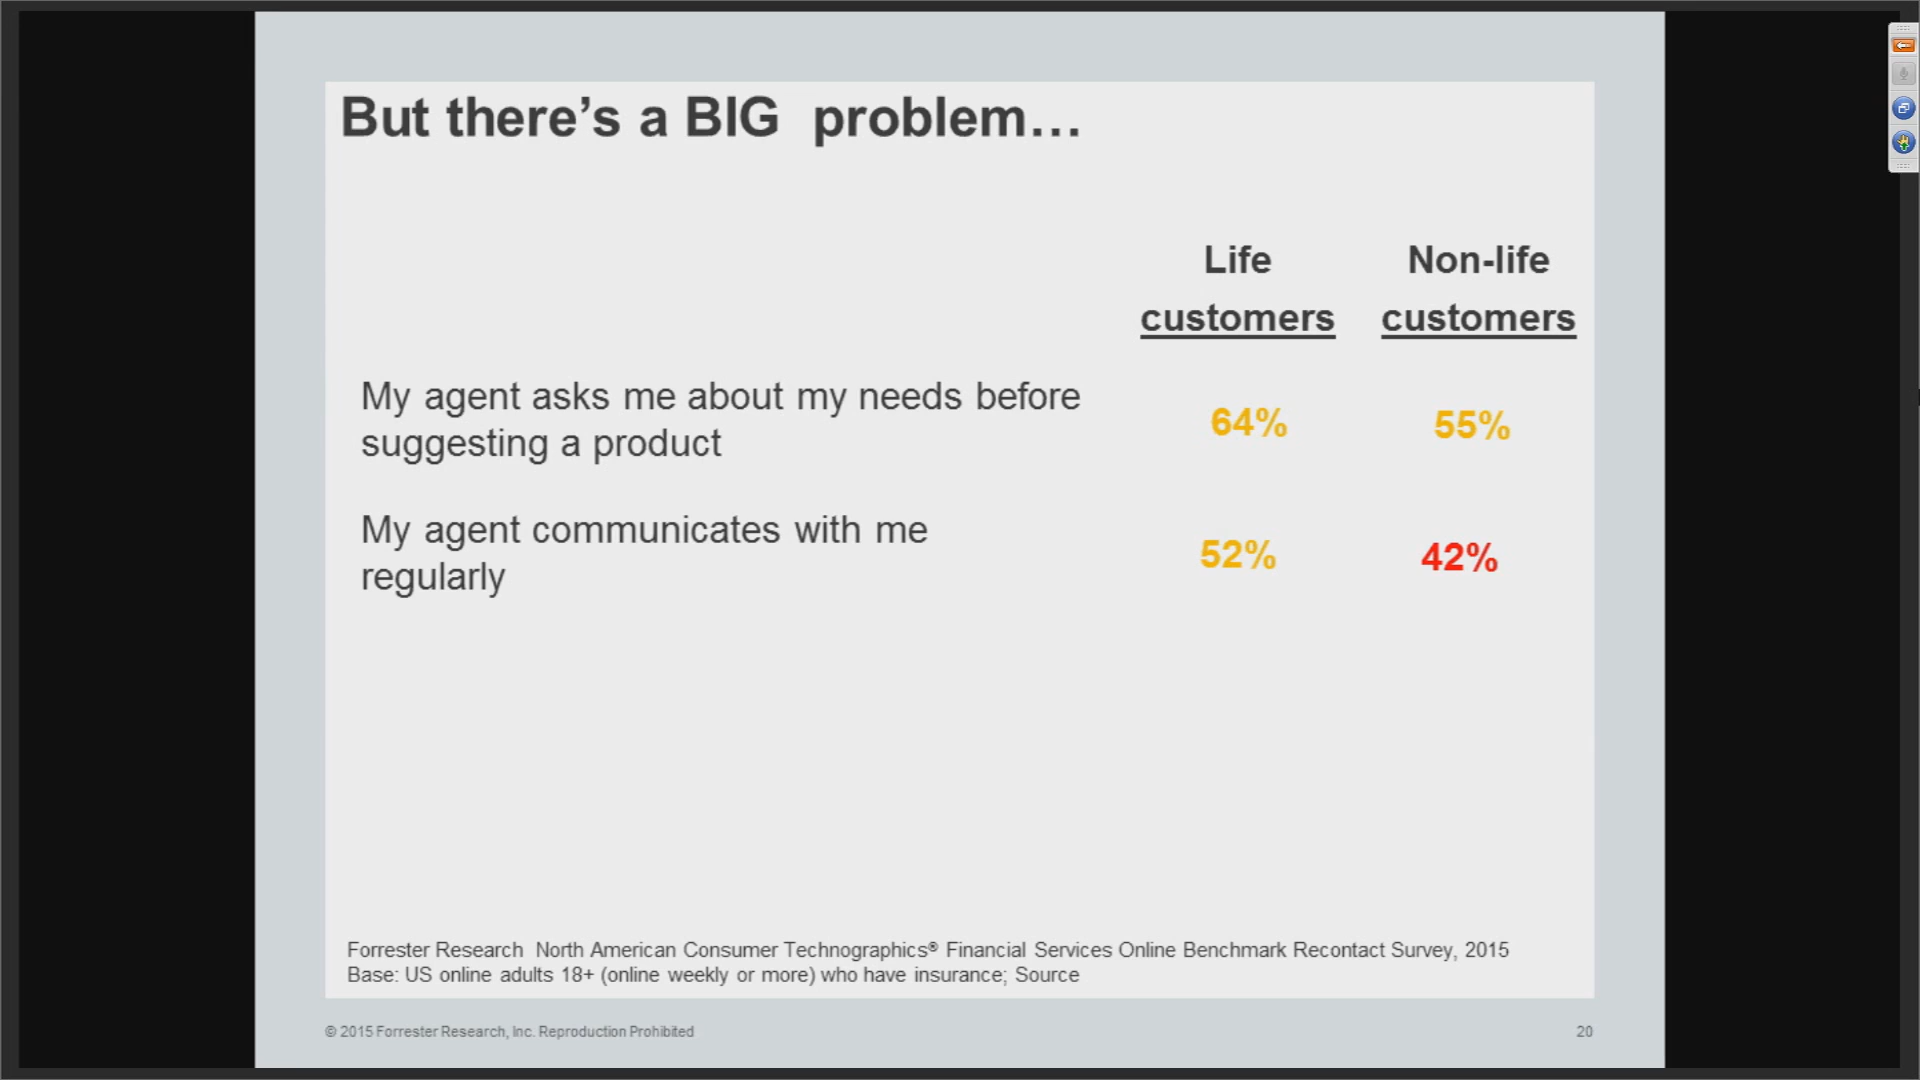 But there's a BIG  problem…
Life Non-life
customers customers
My agent asks me about my needs before
suggesting a product
64% 55%
My agent communicates with me
regularly
52% 42%
Forrester Research  North American Consumer Technographics® Financial Services Online Benchmark Recontact Survey, 2015
Base: US online adults 18+ (online weekly or more) who have insurance; Source
© 2015 Forrester Research, Inc. Reproduction Prohibited 20